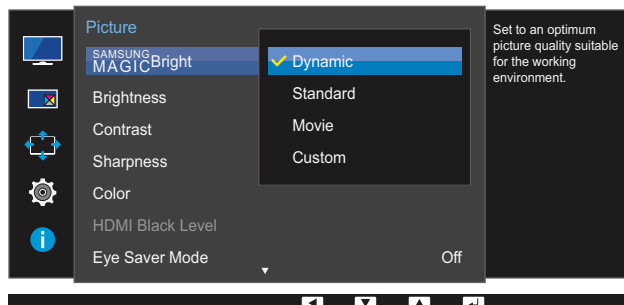 Picture
SAMSUNG
MAGICBright
Dynamic
Standard
Movie
Custom
Brightness
Contrast
Sharpness
Color
HDMI Black Level
Eye Saver Mode Off
Set to an optimum
picture quality suitable
for the working
environment.